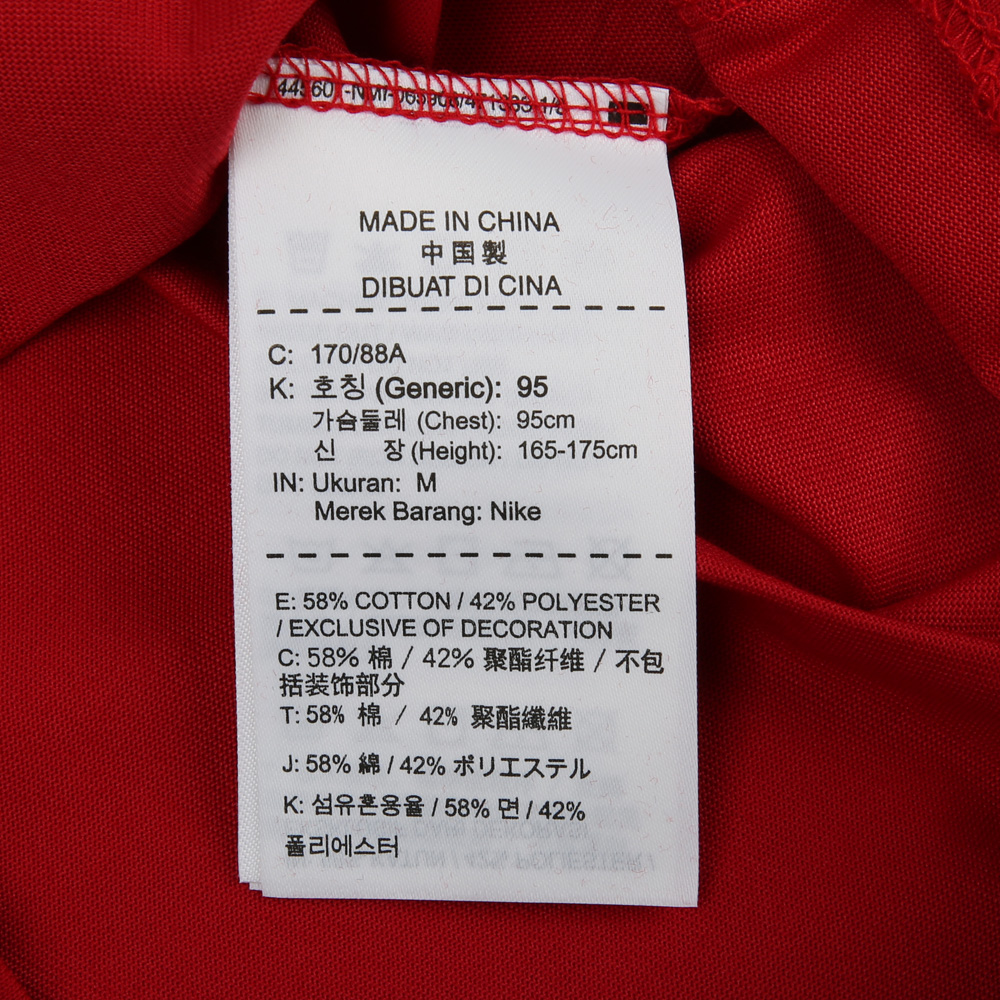 MADE IN CHINA
中国製
DIBUAT DI CINA
C: 170/88A
K: 호칭 (Generic): 95
가슴둘레 (Chest): 95cm
신 장 (Height): 165-175cm
IN: Ukuran: M
Merek Barang: Nike
E: 58% COTTON / 42% POLYESTER
/ EXCLUSIVE OF DECORATION
C: 58% 棉 / 42% 聚酯纤维 / 不包
括装饰部分
T: 58% 棉 / 42% 聚酯纖維
J: 58% 綿 / 42% ポリエステル
K: 섬유혼용율 / 58% 면 / 42%
폴리에스터